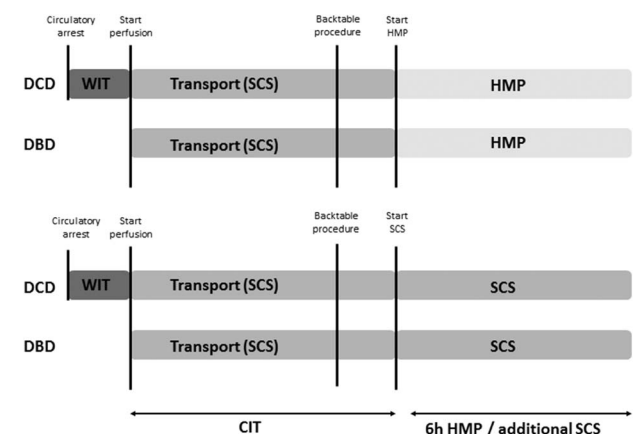 Circulatory arrest
Start perfusion
Backtable procedure
Start HMP
DCD WIT Transport (SCS) HMP
DBD Transport (SCS) HMP
Circulatory arrest
Start perfusion
Backtable procedure
Start SCS
DCD WIT Transport (SCS) SCS
DBD Transport (SCS) SCS
CIT 6h HMP / additional SCS